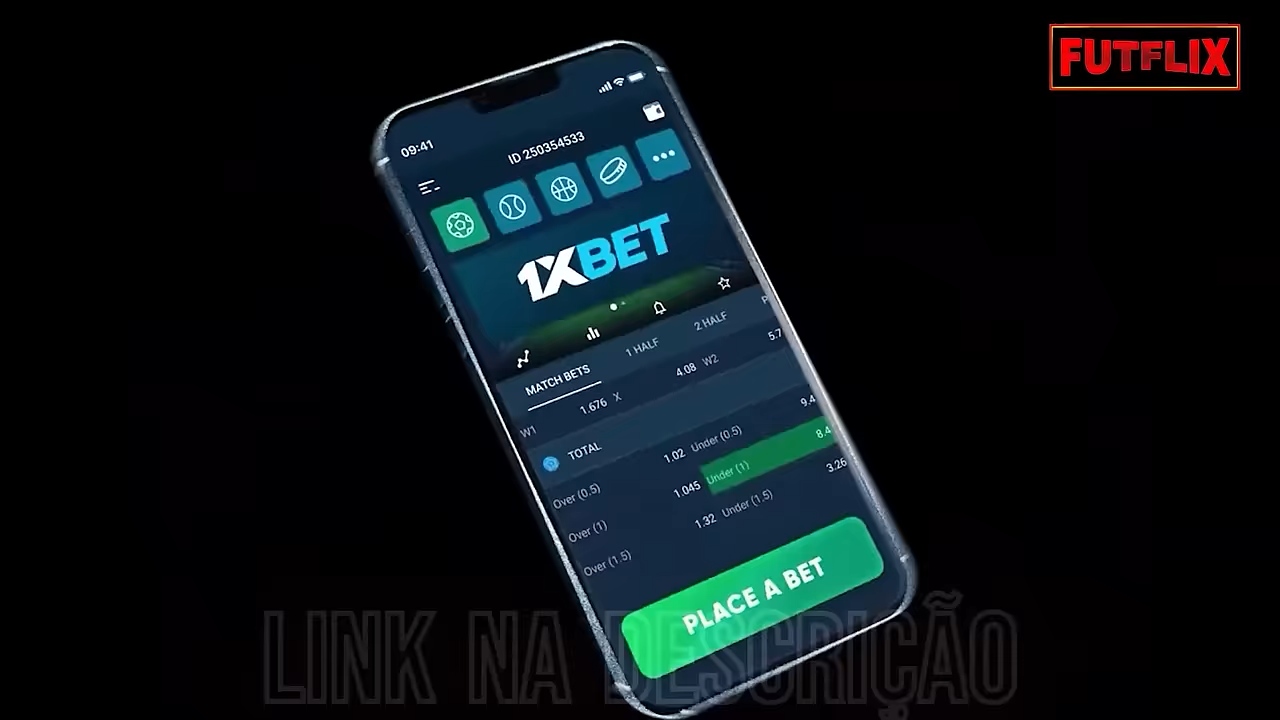 FUTFLIX
09:41
ID 250354533
1XBET
MATCH BETS 1 HALF 2 HALF
W1 1.676 X 4.08 W2 5.7
TOTAL
Over (0.5) 1.02 Under (0.5) 9.4
Over (1) 1.045 Under (1) 8.4
Over (1.5) 1.32 Under (1.5) 3.26
PLACE A BET
LINK NA DESCRIÇÃO